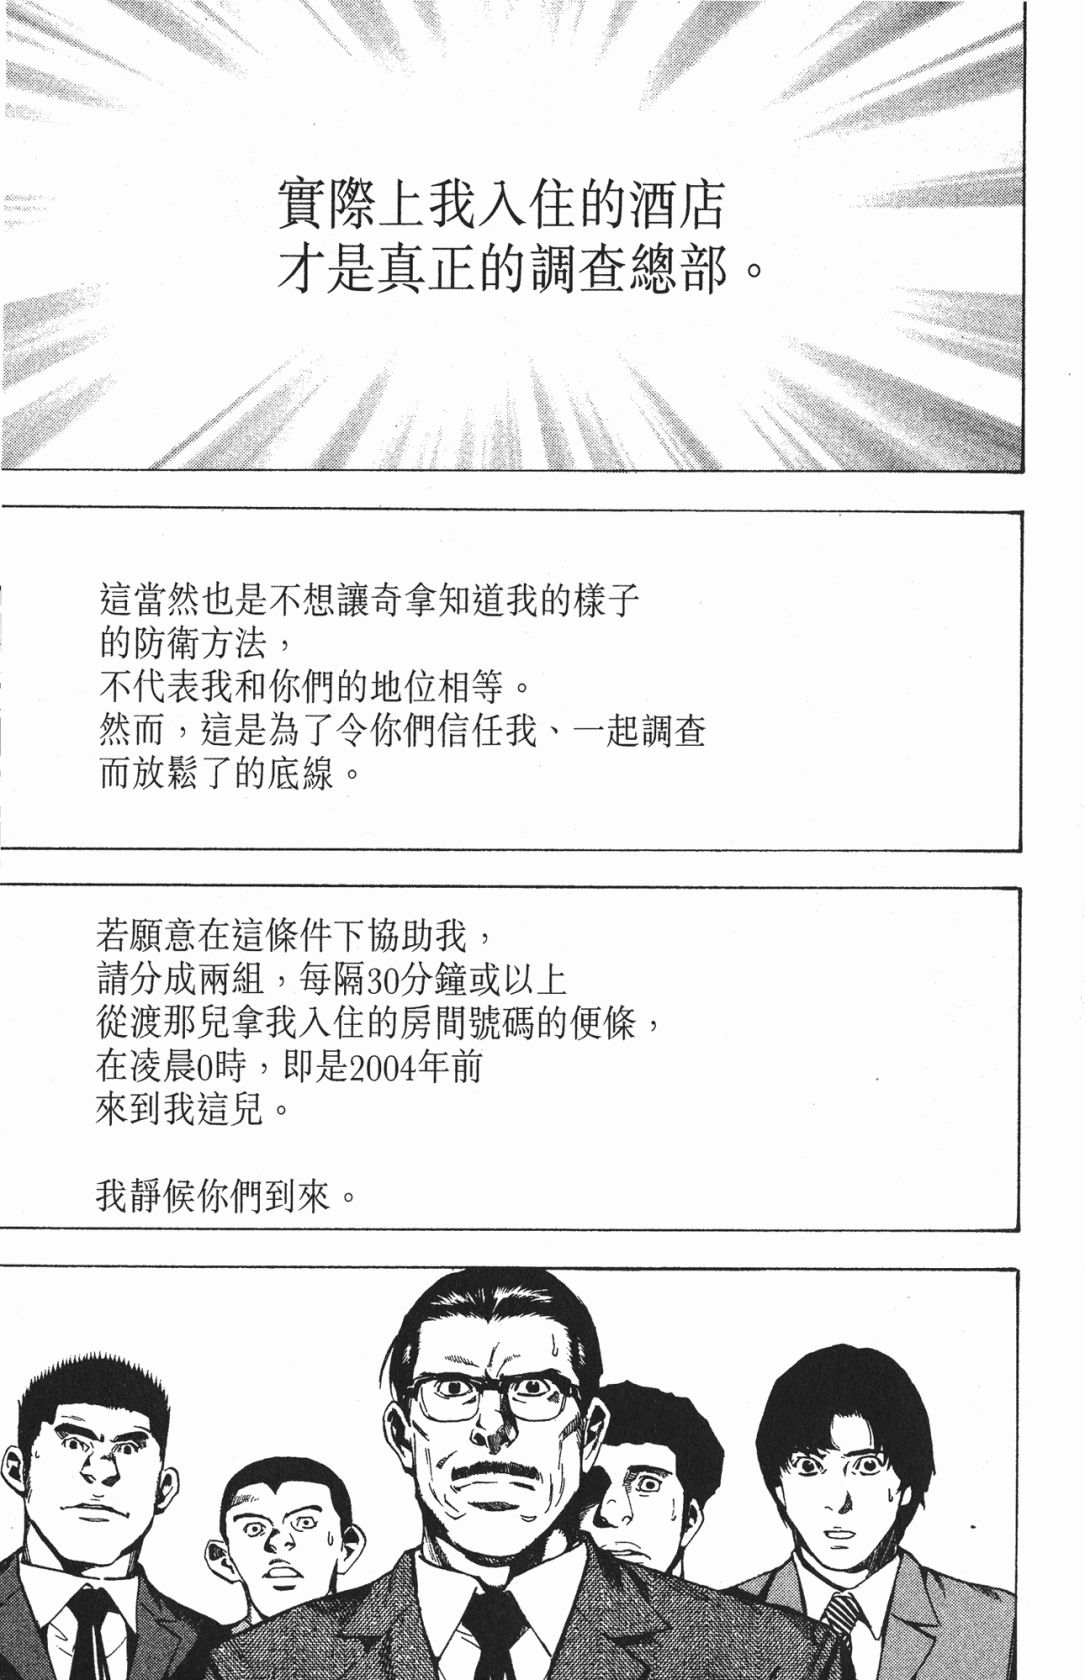 實際上我入住的酒店
才是真正的調查總部。
這當然也是不想讓奇拿知道我的樣子
的防衛方法，
不代表我和你們的地位相等。
然而，這是為了令你們信任我、一起調查
而放鬆了的底線。
若願意在這條件下協助我，
請分成兩組，每隔30分鐘或以上
從渡那兒拿我入住的房間號碼的便條，
在凌晨0時，即是2004年前
來到我這兒。
我靜候你們到來。